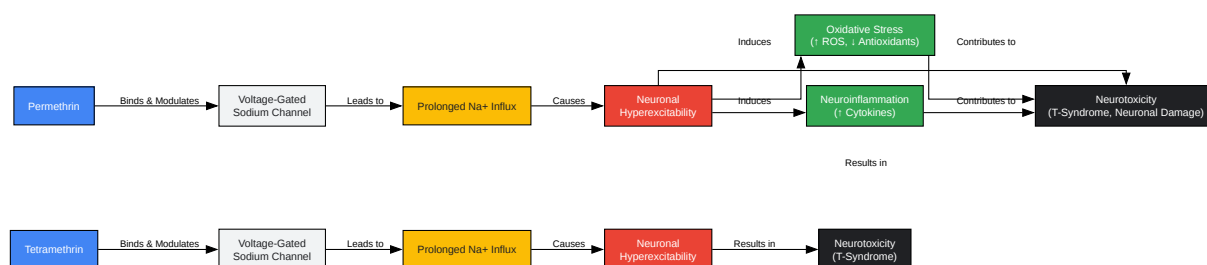 Oxidative Stress
(↑ ROS, ↓ Antioxidants)
Induces
Contributes to
Permethrin
Binds & Modulates
Voltage-Gated
Sodium Channel
Leads to
Prolonged Na+ Influx
Causes
Neuronal
Hyperexcitability
Induces
Neuroinflammation
(↑ Cytokines)
Contributes to
Neurotoxicity
(T-Syndrome, Neuronal Damage)
Results in
Tetramethrin
Binds & Modulates
Voltage-Gated
Sodium Channel
Leads to
Prolonged Na+ Influx
Causes
Neuronal
Hyperexcitability
Results in
Neurotoxicity
(T-Syndrome)